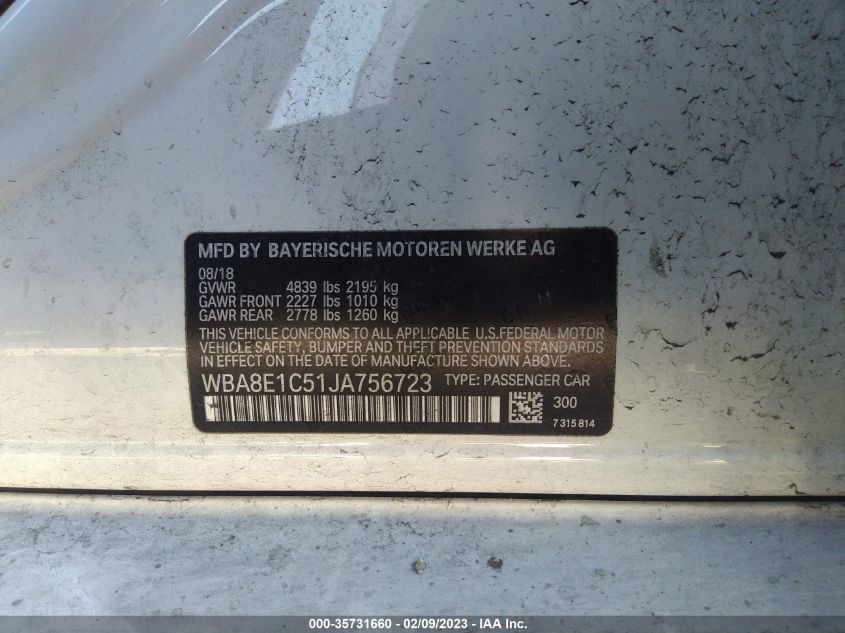 MFD BY BAYERISCHE MOTOREN WERKE AG
08/18
GVWR 4839 lbs 2195 kg
GAWR FRONT 2227 lbs 1010 kg
GAWR REAR 2778 lbs 1260 kg
THIS VEHICLE CONFORMS TO ALL APPLICABLE U.S.FEDERAL MOTOR
VEHICLE SAFETY, BUMPER AND THEFT PREVENTION STANDARDS
IN EFFECT ON THE DATE OF MANUFACTURE SHOWN ABOVE.
WBA8E1C51JA756723 TYPE: PASSENGER CAR
300
7 315 814
000-35731660 - 02/09/2023 - IAA Inc.